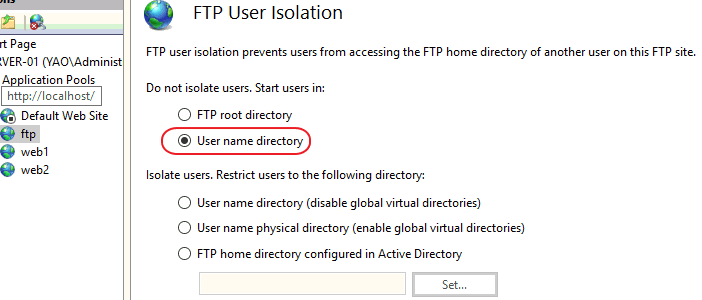 FTP User Isolation
FTP user isolation prevents users from accessing the FTP home directory of another user on this FTP site.
rt Page
RVER-01 (YAO\Administ
Application Pools
http://localhost/
Default Web Site
ftp
web1
web2
Do not isolate users. Start users in:
FTP root directory
User name directory
Isolate users. Restrict users to the following directory:
User name directory (disable global virtual directories)
User name physical directory (enable global virtual directories)
FTP home directory configured in Active Directory
Set...